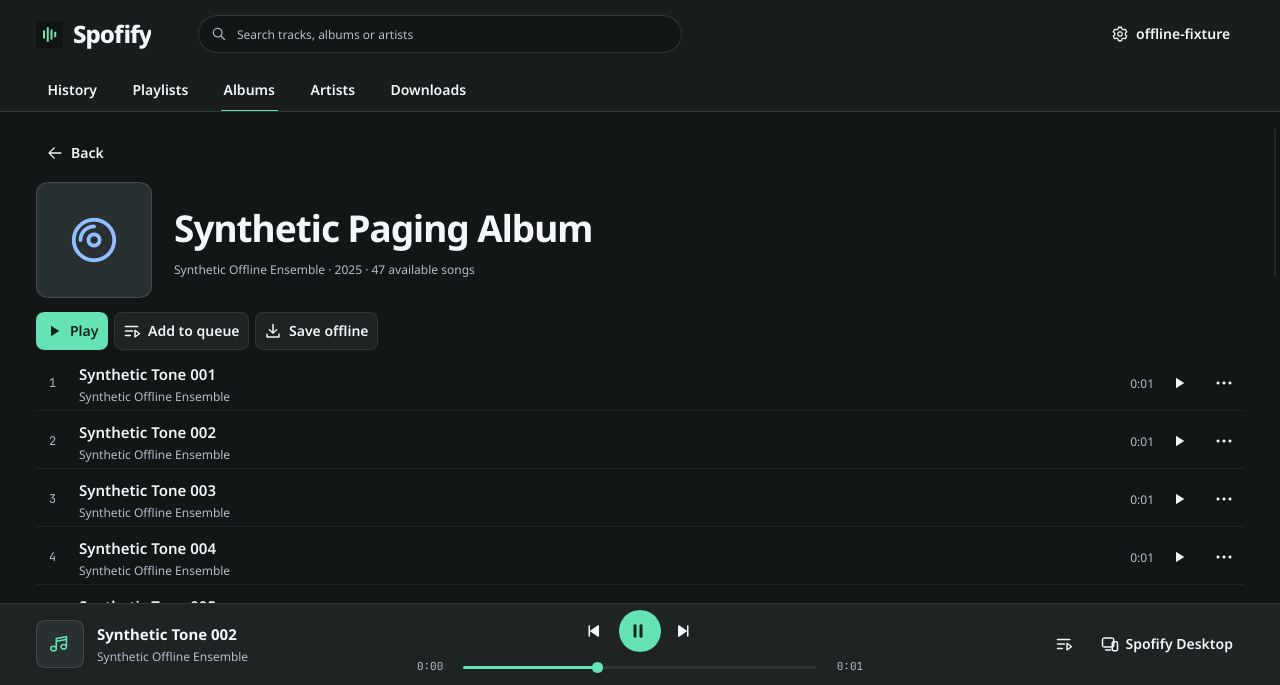 Spofify
Search tracks, albums or artists
offline-fixture
History Playlists Albums Artists Downloads
Back
Synthetic Paging Album
Synthetic Offline Ensemble · 2025 · 47 available songs
Play Add to queue Save offline
1 Synthetic Tone 001 0:01
Synthetic Offline Ensemble
2 Synthetic Tone 002 0:01
Synthetic Offline Ensemble
3 Synthetic Tone 003 0:01
Synthetic Offline Ensemble
4 Synthetic Tone 004 0:01
Synthetic Offline Ensemble
Synthetic Tone 002
Synthetic Offline Ensemble
0:00 0:01
Spofify Desktop